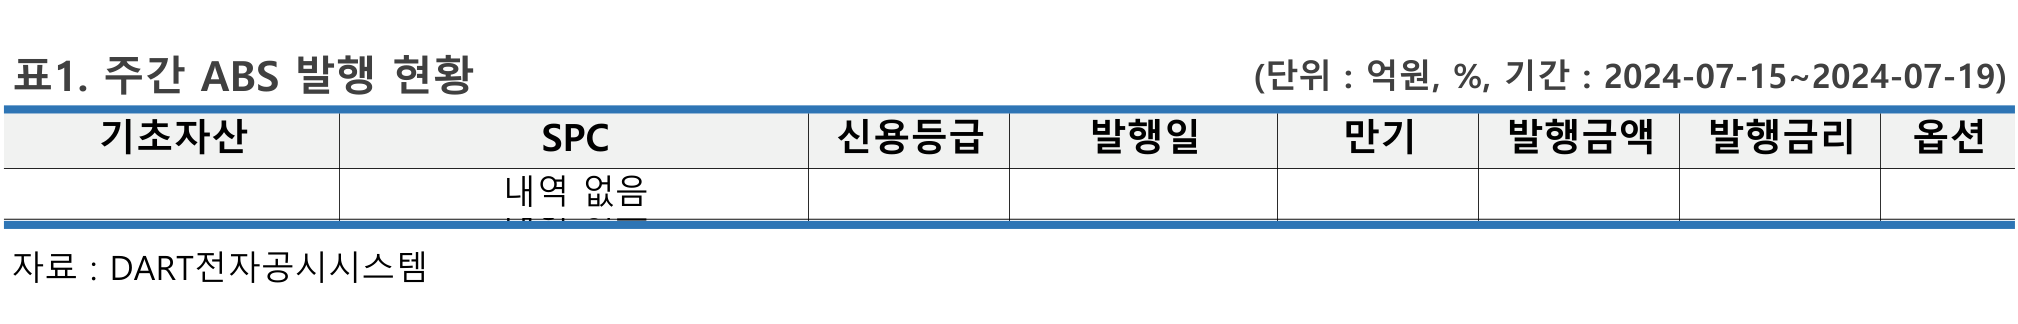 표1. 주간 ABS 발행 현황 (단위 : 억원, %, 기간 : 2024-07-15~2024-07-19)
기초자산 SPC 신용등급 발행일 만기 발행금액 발행금리 옵션
내역 없음
자료 : DART전자공시시스템